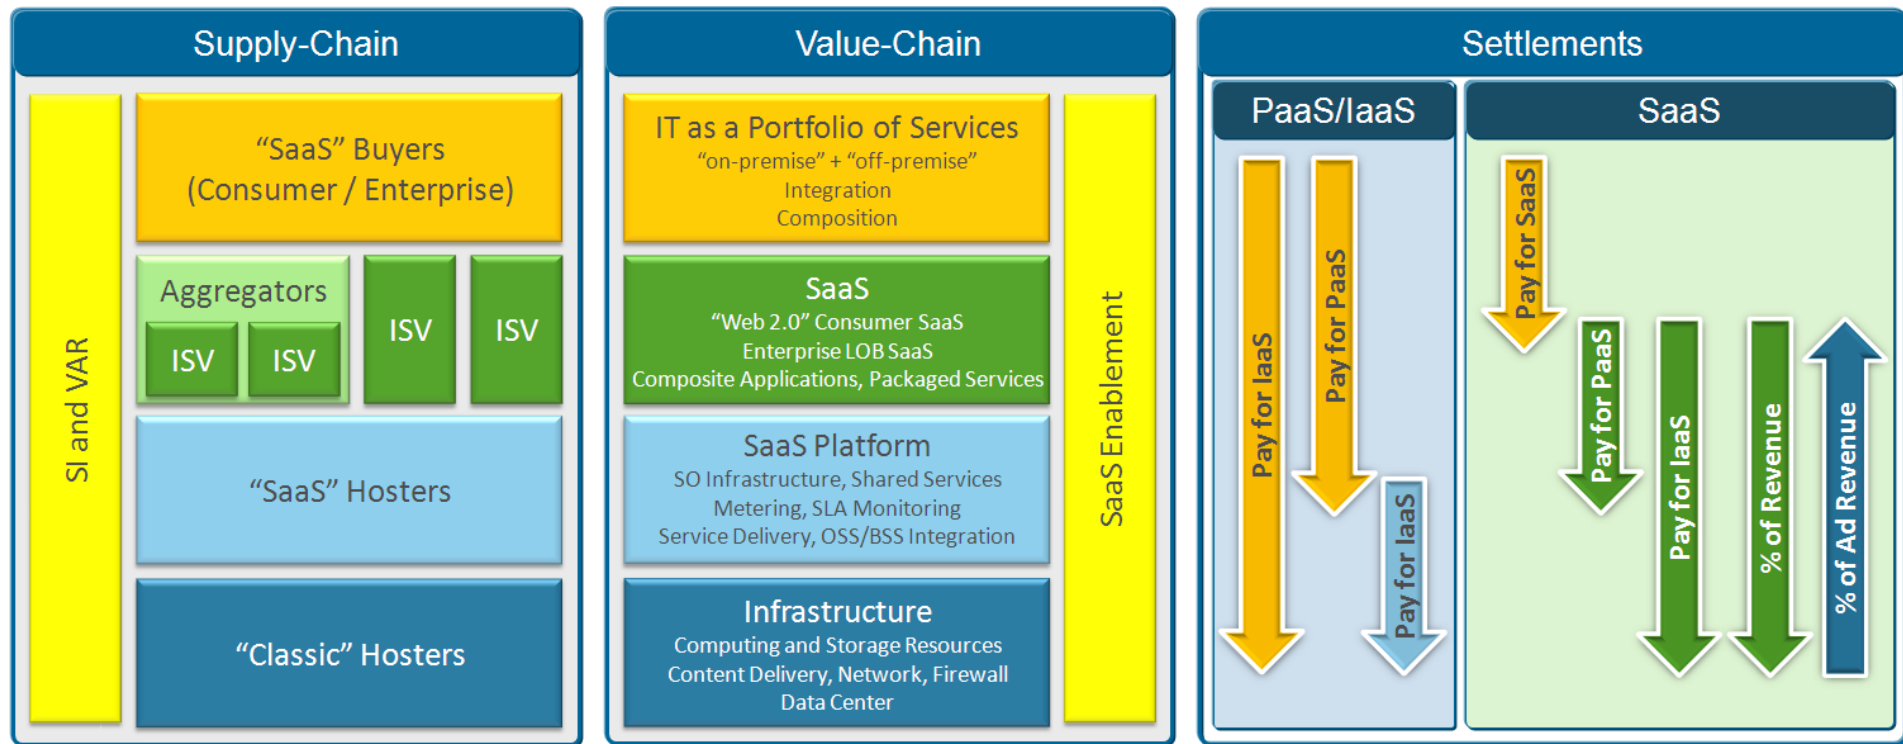 Supply-Chain
SI and VAR
“SaaS” Buyers
(Consumer / Enterprise)
Aggregators
ISV
ISV
ISV
ISV
“SaaS” Hosters
“Classic” Hosters
Value-Chain
IT as a Portfolio of Services
“on-premise” + “off-premise”
Integration
Composition
SaaS
“Web 2.0” Consumer SaaS
Enterprise LOB SaaS
Composite Applications, Packaged Services
SaaS Platform
SO Infrastructure, Shared Services
Metering, SLA Monitoring
Service Delivery, OSS/BSS Integration
Infrastructure
Computing and Storage Resources
Content Delivery, Network, Firewall
Data Center
SaaS Enablement
Settlements
PaaS/IaaS
Pay for IaaS
Pay for PaaS
Pay for IaaS
SaaS
Pay for SaaS
Pay for PaaS
Pay for IaaS
% of Revenue
% of Ad Revenue